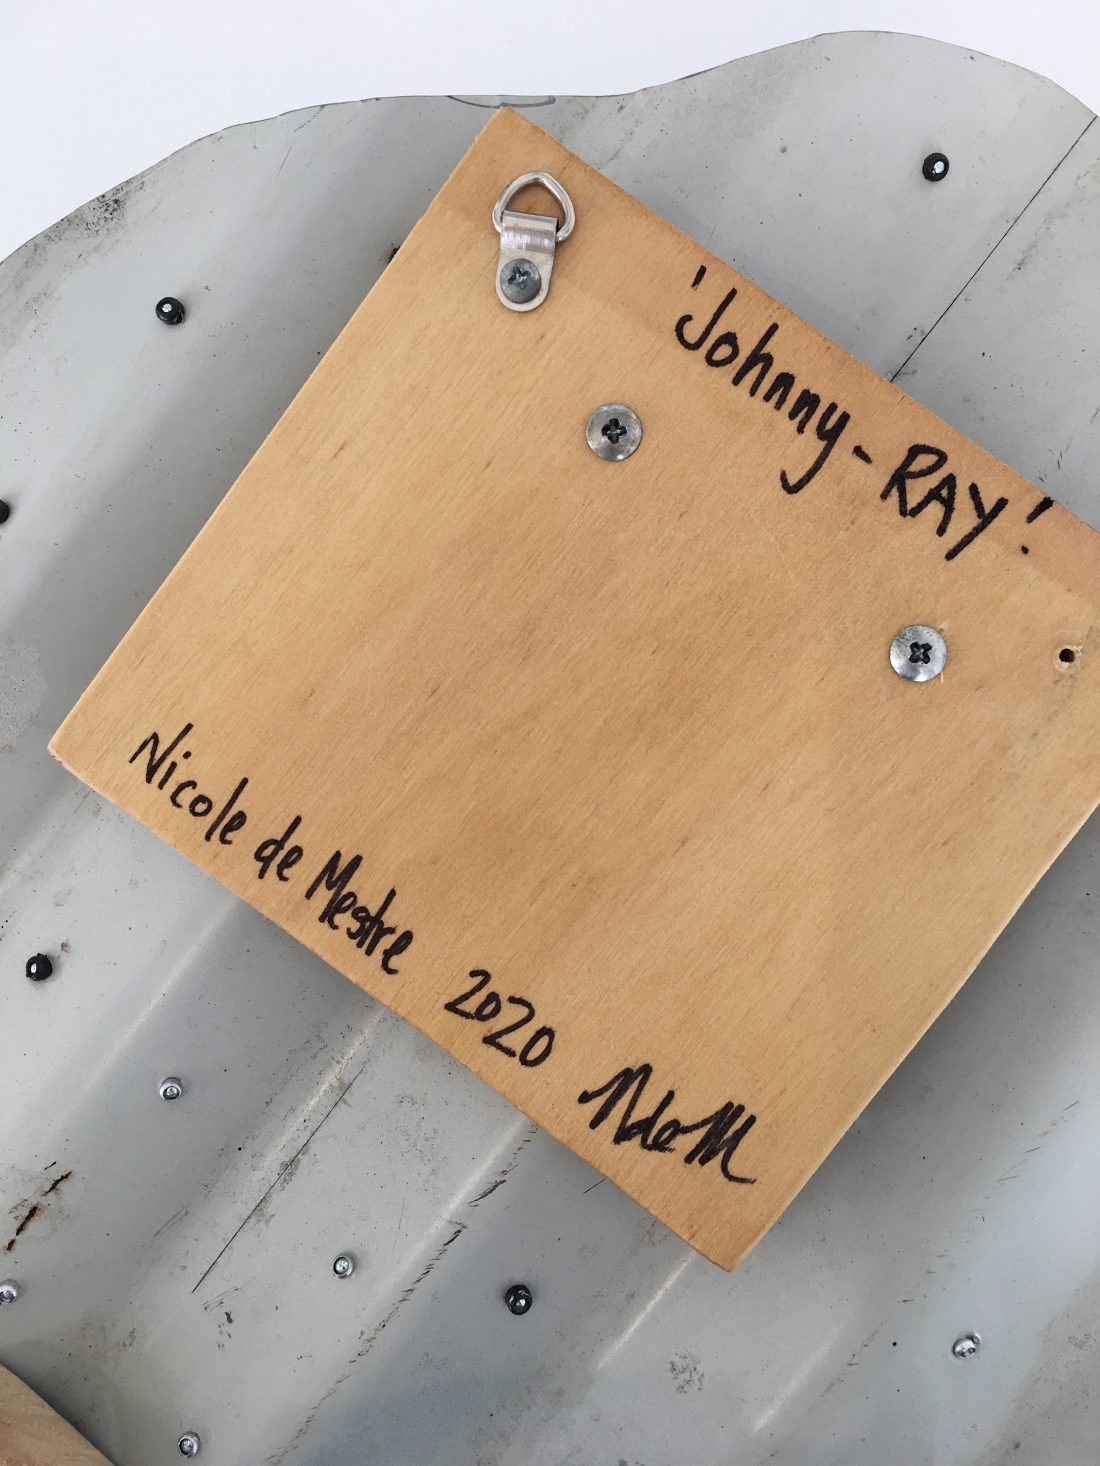 'Johnny-RAY'
Nicole de Mestre 2020 NdeM